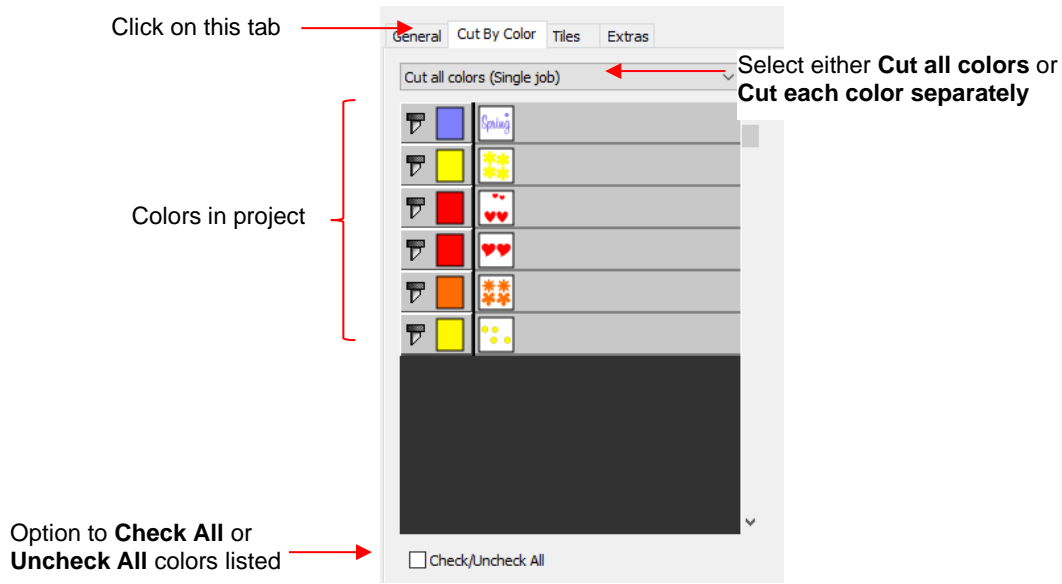 Click on this tab
General Cut By Color Tiles Extras
Cut all colors (Single job)
Select either Cut all colors or
Cut each color separately
Spring
Colors in project
Option to Check All or
Uncheck All colors listed
Check/Uncheck All